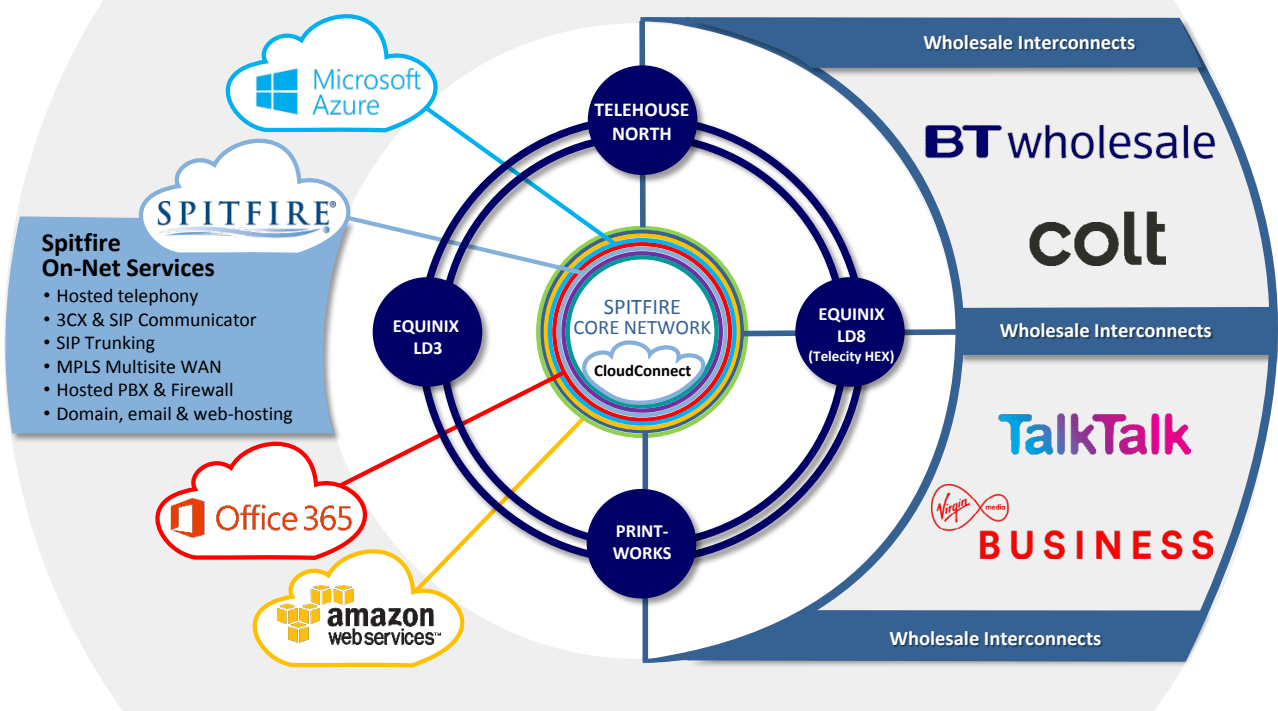 Microsoft
Azure
SPITFIRE®
Spitfire
On-Net Services
• Hosted telephony
• 3CX & SIP Communicator
• SIP Trunking
• MPLS Multisite WAN
• Hosted PBX & Firewall
• Domain, email & web-hosting
Office 365
amazon
webservices™
TELEHOUSE
NORTH
EQUINIX
LD3
SPITFIRE
CORE NETWORK
CloudConnect
EQUINIX
LD8
(Telecity HEX)
PRINT-
WORKS
Wholesale Interconnects
BT wholesale
colt
Wholesale Interconnects
TalkTalk
Virgin media
BUSINESS
Wholesale Interconnects